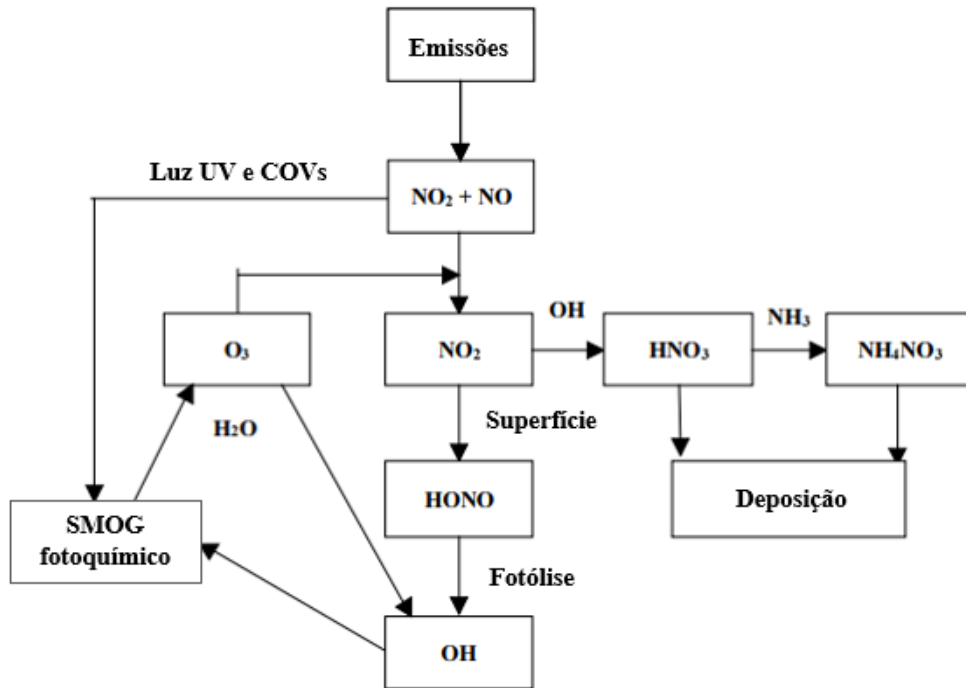 Emissões
Luz UV e COVs
NO₂ + NO
OH
NH₃
O₃
NO₂
HNO₃
NH₄NO₃
H₂O
Superfície
SMOG
fotoquímico
HONO
Deposição
Fotólise
OH